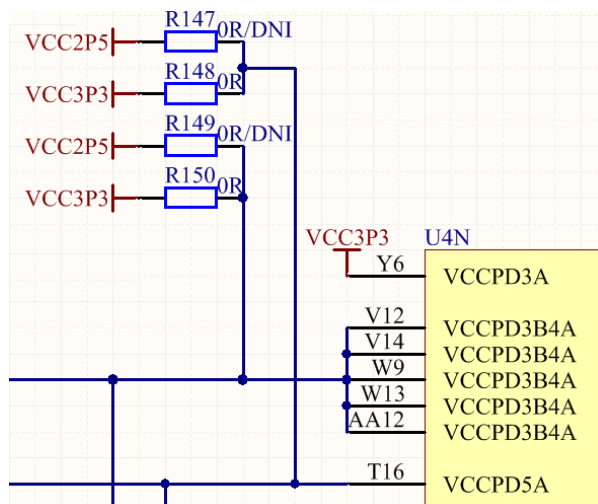 R147
0R/DNI
VCC2P5
R148
0R
VCC3P3
R149
0R/DNI
VCC2P5
R150
0R
VCC3P3
VCC3P3
U4N
Y6
VCCPD3A
V12
VCCPD3B4A
V14
VCCPD3B4A
W9
VCCPD3B4A
W13
VCCPD3B4A
AA12
VCCPD3B4A
T16
VCCPD5A